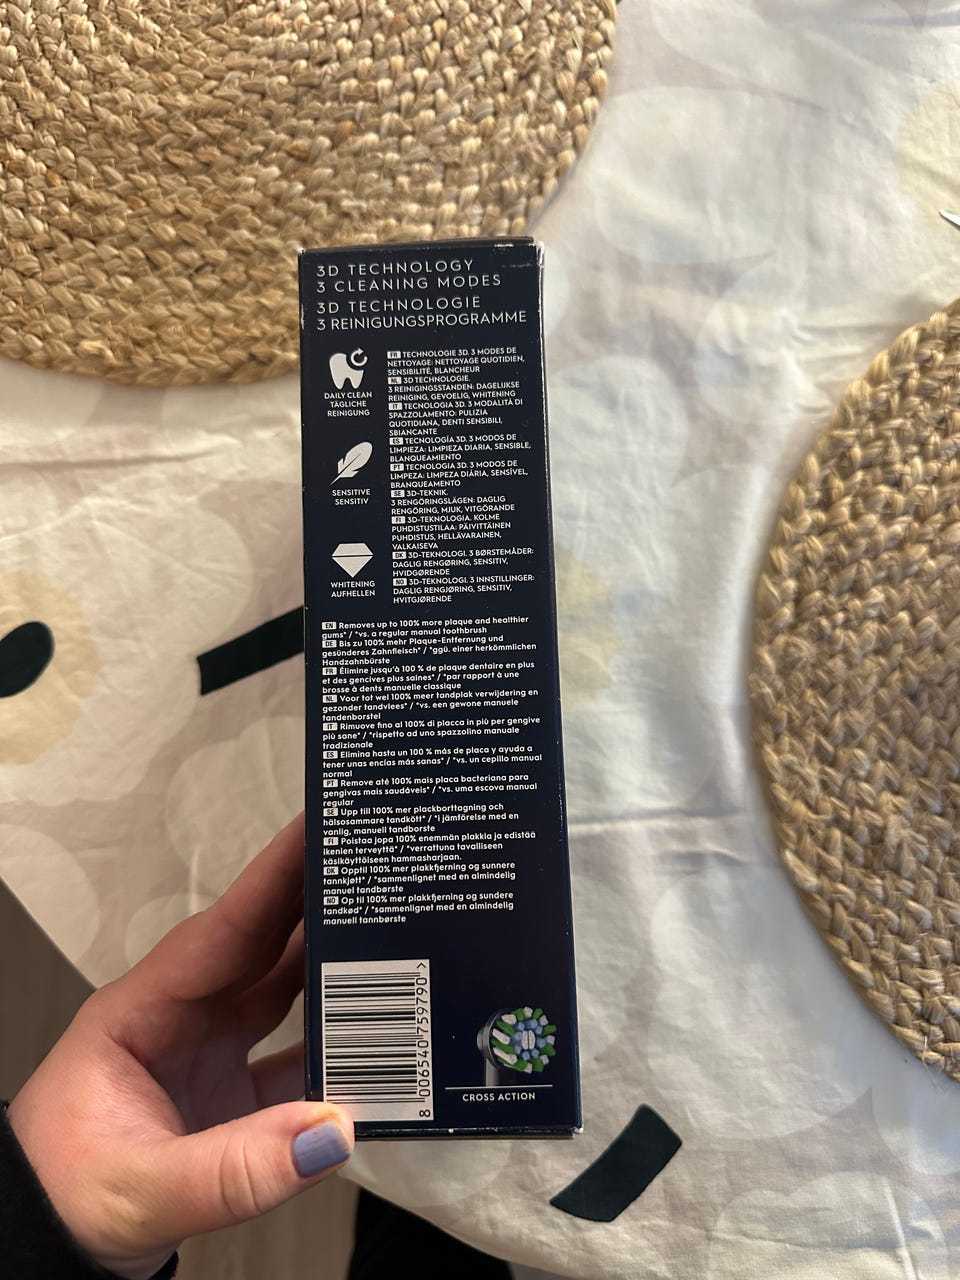 3D TECHNOLOGY
3 CLEANING MODES
3D TECHNOLOGIE
3 REINIGUNGSPROGRAMME
DAILY CLEAN
TÄGLICHE
REINIGUNG
SENSITIVE
SENSITIV
WHITENING
AUFHELLEN
FR TECHNOLOGIE 3D. 3 MODES DE
NETTOYAGE: NETTOYAGE QUOTIDIEN,
SENSIBILITÉ, BLANCHEUR
NL 3D TECHNOLOGIE.
3 REINIGINGSSTANDEN: DAGELIJKSE
REINIGING, GEVOELIG, WHITENING
IT TECNOLOGIA 3D. 3 MODALITÀ DI
SPAZZOLAMENTO: PULIZIA
QUOTIDIANA, DENTI SENSIBILI,
SBIANCANTE
ES TECNOLOGÍA 3D. 3 MODOS DE
LIMPIEZA: LIMPIEZA DIARIA, SENSIBLE,
BLANQUEAMIENTO
PT TECNOLOGIA 3D. 3 MODOS DE
LIMPEZA: LIMPEZA DIÁRIA, SENSÍVEL,
BRANQUEAMENTO
SE 3D-TEKNIK.
3 RENGÖRINGSLÄGEN: DAGLIG
RENGÖRING, MJUK, VITGÖRANDE
FI 3D-TEKNOLOGIA. KOLME
PUHDISTUSTILAA: PÄIVITTÄINEN
PUHDISTUS, HELLÄVARAINEN,
VALKAISEVA
DK 3D-TEKNOLOGI. 3 BØRSTEMÅDER:
DAGLIG RENGØRING, SENSITIV,
HVIDGØRENDE
NO 3D-TEKNOLOGI. 3 INNSTILLINGER:
DAGLIG RENGJØRING, SENSITIV,
HVITGJØRENDE
EN Removes up to 100% more plaque and healthier
gums* / *vs. a regular manual toothbrush
DE Bis zu 100% mehr Plaque-Entfernung und
gesünderes Zahnfleisch* / *ggü. einer herkömmlichen
Handzahnbürste
FR Élimine jusqu'à 100 % de plaque dentaire en plus
et des gencives plus saines* / *par rapport à une
brosse à dents manuelle classique
NL Voor tot wel 100% meer tandplak verwijdering en
gezonder tandvlees* / *vs. een gewone manuele
tandenborstel
IT Rimuove fino al 100% di placca in più per gengive
più sane* / *rispetto ad uno spazzolino manuale
tradizionale
ES Elimina hasta un 100 % más de placa y ayuda a
tener unas encías más sanas* / *vs. un cepillo manual
normal
PT Remove até 100% mais placa bacteriana para
gengivas mais saudáveis* / *vs. uma escova manual
regular
SE Upp till 100% mer plackborttagning och
hälsosammare tandkött* / *i jämförelse med en
vanlig, manuell tandborste
FI Poistaa jopa 100% enemmän plakkia ja edistää
ikenien terveyttä* / *verrattuna tavalliseen
käsikäyttöiseen hammasharjaan.
DK Opptil 100% mer plakkfjerning og sunnere
tannkjøtt* / *sammenlignet med en almindelig
manuel tandbørste
NO Op til 100% mer plakkfjerning og sundere
tandkød* / *sammenlignet med en almindelig
manuell tannbørste
8 006540 759790 >
CROSS ACTION